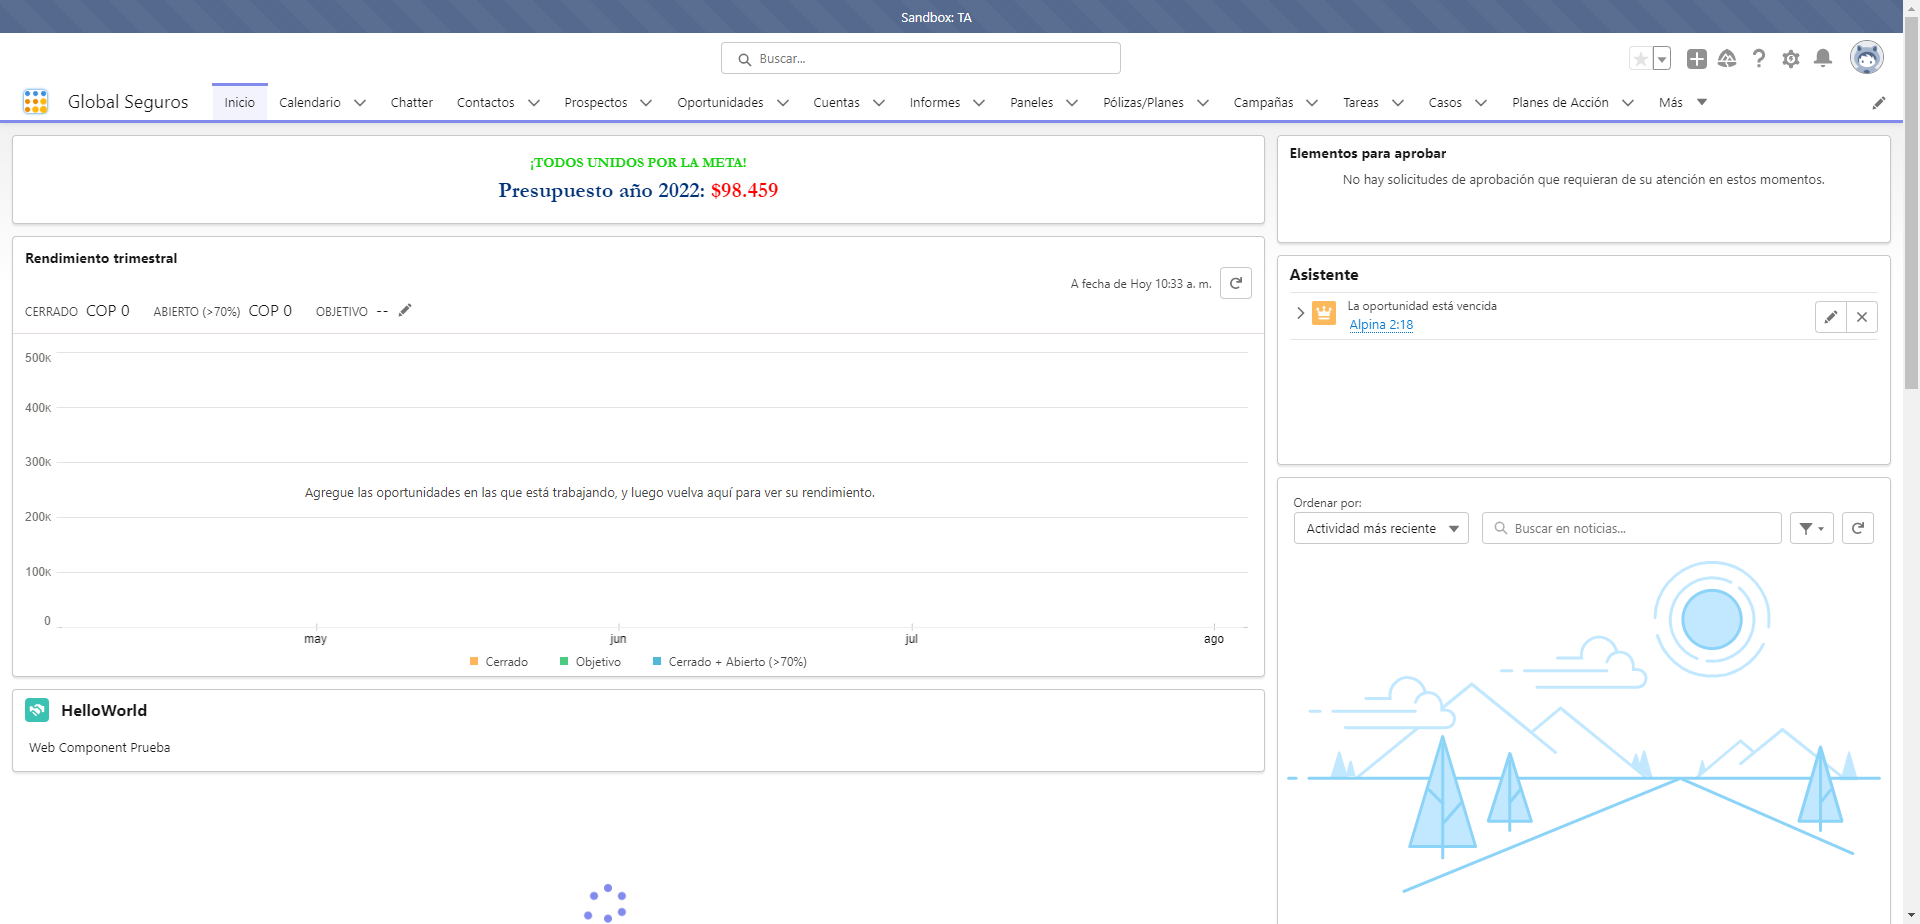 Sandbox: TA
Buscar...
Global Seguros
Inicio
Calendario
Chatter
Contactos
Prospectos
Oportunidades
Cuentas
Informes
Paneles
Pólizas/Planes
Campañas
Tareas
Casos
Planes de Acción
Más
¡TODOS UNIDOS POR LA META!
Presupuesto año 2022: $98.459
Rendimiento trimestral
A fecha de Hoy 10:33 a. m.
CERRADO COP 0 ABIERTO (>70%) COP 0 OBJETIVO --
500K
400K
300K
Agregue las oportunidades en las que está trabajando, y luego vuelva aquí para ver su rendimiento.
200K
100K
0
may jun jul ago
Cerrado Objetivo Cerrado + Abierto (>70%)
HelloWorld
Web Component Prueba
Elementos para aprobar
No hay solicitudes de aprobación que requieran de su atención en estos momentos.
Asistente
La oportunidad está vencida
Alpina 2:18
Ordenar por:
Actividad más reciente
Buscar en noticias...